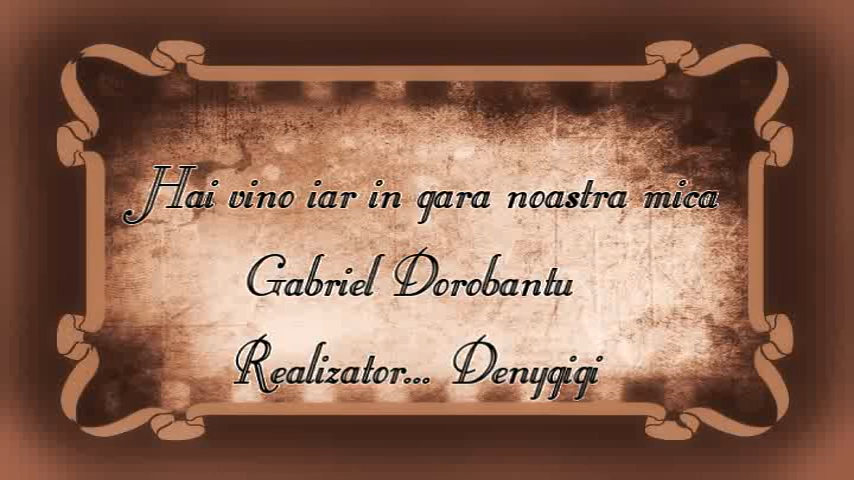 Hai vino iar in gara noastra mica
Gabriel Dorobantu
Realizator... Denygigi